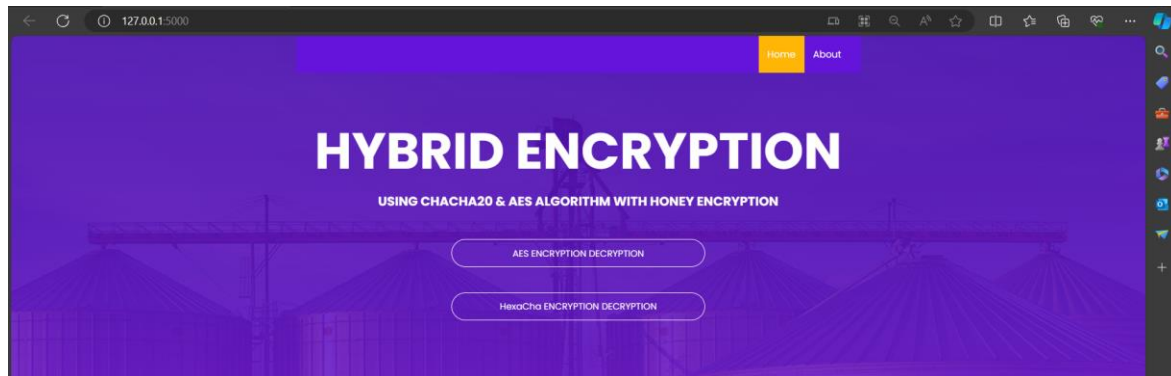 127.0.0.1:5000
Home About
HYBRID ENCRYPTION
USING CHACHA20 & AES ALGORITHM WITH HONEY ENCRYPTION
AES ENCRYPTION DECRYPTION
HexaCha ENCRYPTION DECRYPTION